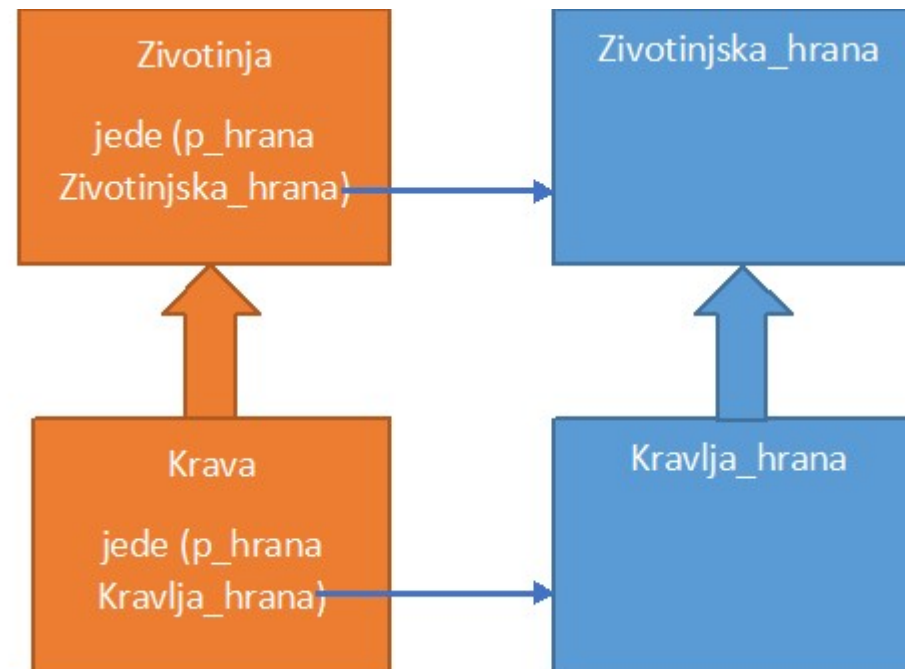 Zivotinja
jede (p_hrana
Zivotinjska_hrana)
Zivotinjska_hrana
Krava
jede (p_hrana
Kravlja_hrana)
Kravlja_hrana